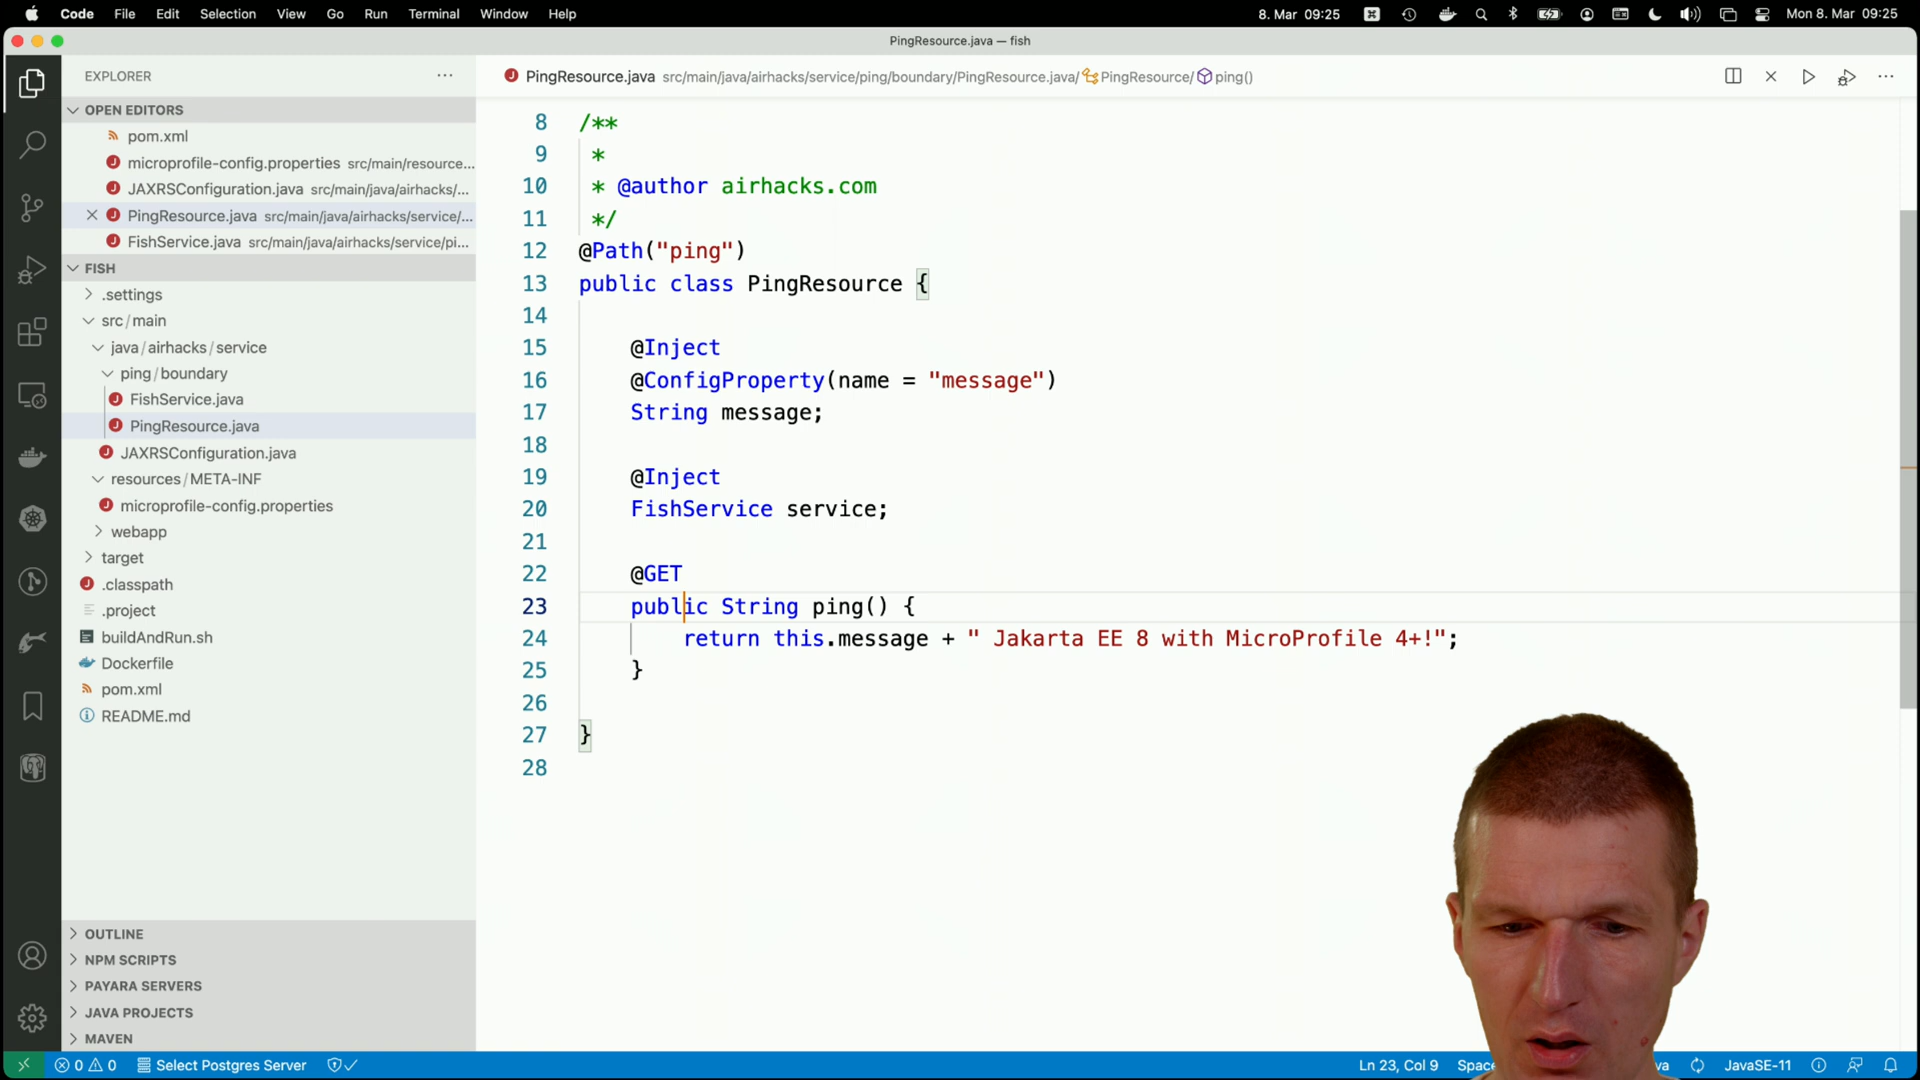 Code File Edit Selection View Go Run Terminal Window Help 8. Mar 09:25 Mon 8. Mar 09:25
PingResource.java — fish
EXPLORER
PingResource.java src/main/java/airhacks/service/ping/boundary/PingResource.java/ PingResource/ ping()
OPEN EDITORS
pom.xml
microprofile-config.properties src/main/resource...
JAXRSConfiguration.java src/main/java/airhacks/...
PingResource.java src/main/java/airhacks/service/...
FishService.java src/main/java/airhacks/service/pi...
FISH
.settings
src/main
java/airhacks/service
ping/boundary
FishService.java
PingResource.java
JAXRSConfiguration.java
resources/META-INF
microprofile-config.properties
webapp
target
.classpath
.project
buildAndRun.sh
Dockerfile
pom.xml
README.md
OUTLINE
NPM SCRIPTS
PAYARA SERVERS
JAVA PROJECTS
MAVEN
8 /**
9 *
10 * @author airhacks.com
11 */
12 @Path("ping")
13 public class PingResource {
14
15 @Inject
16 @ConfigProperty(name = "message")
17 String message;
18
19 @Inject
20 FishService service;
21
22 @GET
23 public String ping() {
24 return this.message + " Jakarta EE 8 with MicroProfile 4+!";
25 }
26
27 }
28
0 0 Select Postgres Server Ln 23, Col 9 JavaSE-11